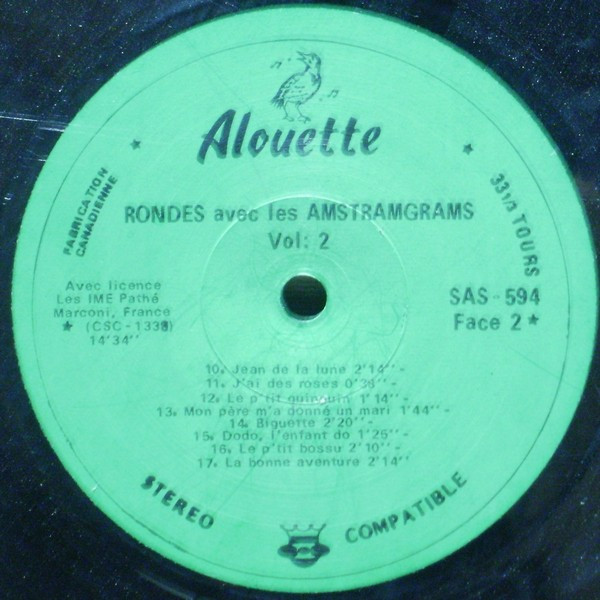 Alouette
FABRICATION
CANADIENNE
33 1/3 TOURS
RONDES avec les AMSTRAMGRAMS
Vol: 2
Avec licence
Les IME Pathé
Marconi, France
(CSC-1338)
14'34''
SAS-594
Face 2
10. Jean de la lune 2'14''-
11. J'ai des roses 0'38''-
12. Le p'tit quinquin 1'14''-
13. Mon père m'a donné un mari 1'44''-
14. Biguette 2'20''-
15. Dodo, l'enfant do 1'25''-
16. Le p'tit bossu 2'10''-
17. La bonne aventure 2'14''
STEREO
COMPATIBLE